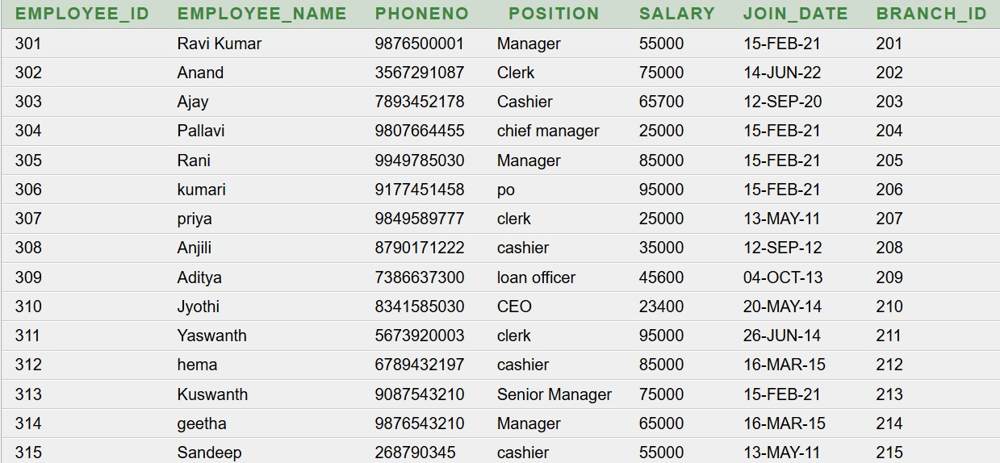 EMPLOYEE_ID EMPLOYEE_NAME PHONENO POSITION SALARY JOIN_DATE BRANCH_ID
301 Ravi Kumar 9876500001 Manager 55000 15-FEB-21 201
302 Anand 3567291087 Clerk 75000 14-JUN-22 202
303 Ajay 7893452178 Cashier 65700 12-SEP-20 203
304 Pallavi 9807664455 chief manager 25000 15-FEB-21 204
305 Rani 9949785030 Manager 85000 15-FEB-21 205
306 kumari 9177451458 po 95000 15-FEB-21 206
307 priya 9849589777 clerk 25000 13-MAY-11 207
308 Anjili 8790171222 cashier 35000 12-SEP-12 208
309 Aditya 7386637300 loan officer 45600 04-OCT-13 209
310 Jyothi 8341585030 CEO 23400 20-MAY-14 210
311 Yaswanth 5673920003 clerk 95000 26-JUN-14 211
312 hema 6789432197 cashier 85000 16-MAR-15 212
313 Kuswanth 9087543210 Senior Manager 75000 15-FEB-21 213
314 geetha 9876543210 Manager 65000 16-MAR-15 214
315 Sandeep 268790345 cashier 55000 13-MAY-11 215